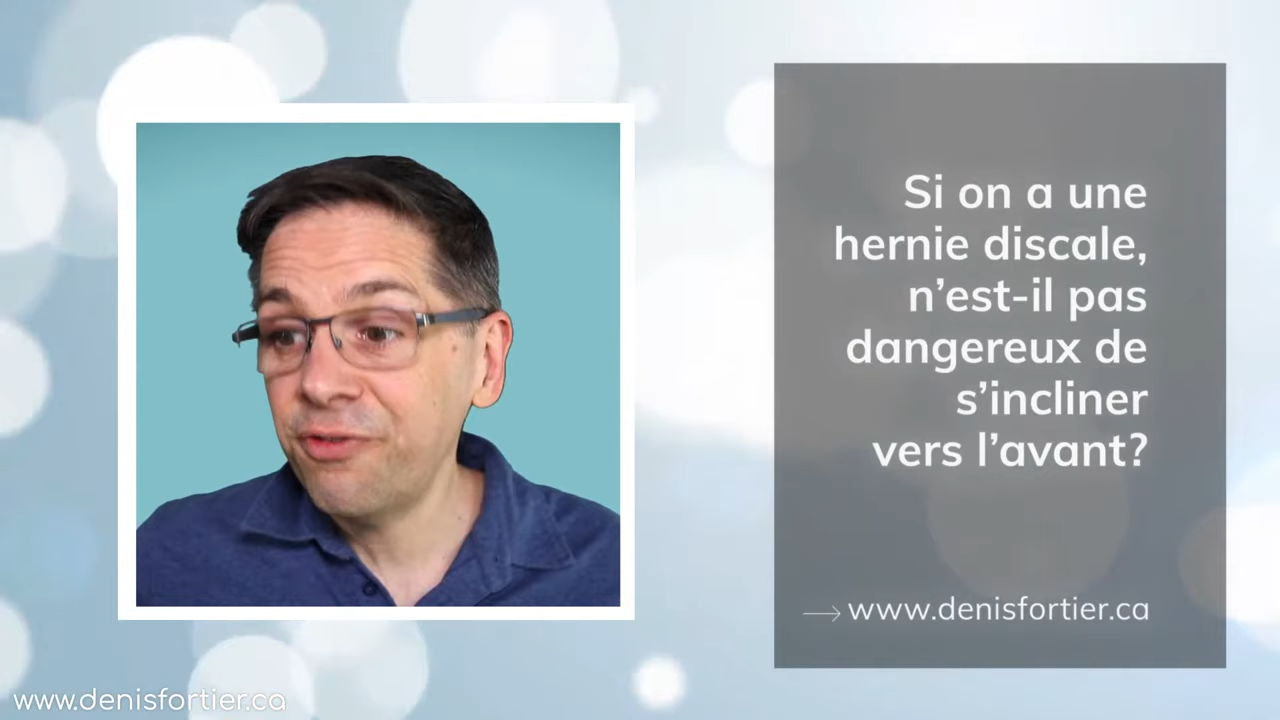 Si on a une
hernie discale,
n'est-il pas
dangereux de
s'incliner
vers l'avant?
www.denisfortier.ca
www.denisfortier.ca